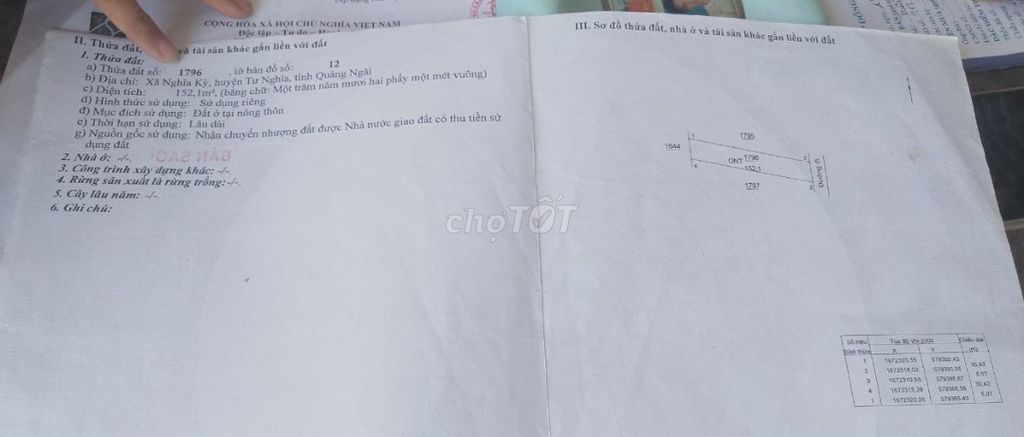 CỘNG HÒA XÃ HỘI CHỦ NGHĨA VIỆT NAM
Độc lập - Tự do
II. Thửa đất, và tài sản khác gắn liền với đất
1. Thửa đất:
a) Thửa đất số: 1796 , tờ bản đồ số: 12
b) Địa chỉ: Xã Nghĩa Kỳ, huyện Tư Nghĩa, tỉnh Quảng Ngãi
c) Diện tích: 152,1m², (bằng chữ: Một trăm năm mươi hai phẩy một mét vuông)
d) Hình thức sử dụng: Sử dụng riêng
đ) Mục đích sử dụng: Đất ở tại nông thôn
e) Thời hạn sử dụng: Lâu dài
g) Nguồn gốc sử dụng: Nhận chuyển nhượng đất được Nhà nước giao đất có thu tiền sử
dụng đất
2. Nhà ở: -/-.
3. Công trình xây dựng khác: -/-.
4. Rừng sản xuất là rừng trồng:-/-.
5. Cây lâu năm: -/-.
6. Ghi chú:
BẢN SAO
chợTỐT
III. Sơ đồ thửa đất, nhà ở và tài sản khác gắn liền với đất
1644
1
1795
2
ONT
1796
152,1
4
3
1797
Đường đi
Số hiệu Tọa độ VN-2000 Chiều dài
Đỉnh thửa X Y (m)
1 1672320,35 579365,43
30,43
2 579395,55
5,07
3 579395,67
30,42
4 1672315,28 579365,56
5,07
1 1672320,35 579365,43